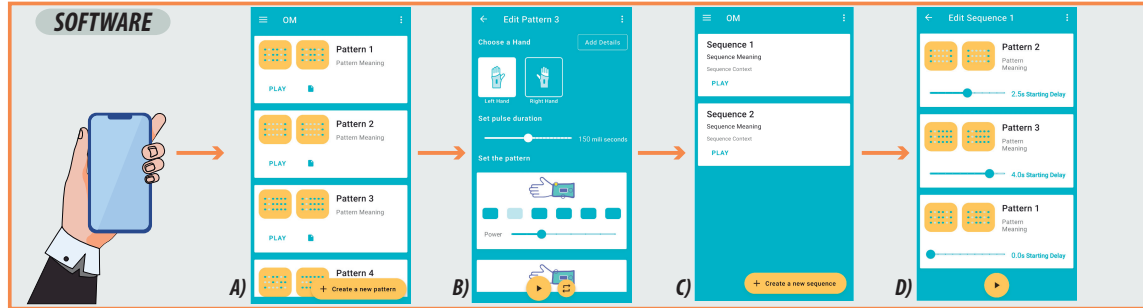 SOFTWARE
A)
OM
Pattern 1
Pattern Meaning
PLAY
Pattern 2
Pattern Meaning
PLAY
Pattern 3
Pattern Meaning
PLAY
Pattern 4
+ Create a new pattern
B)
Edit Pattern 3
Choose a Hand
Add Details
Left Hand
Right Hand
Set pulse duration
150 mili seconds
Set the pattern
Power
C)
OM
Sequence 1
Sequence Meaning
Sequence Context
PLAY
Sequence 2
Sequence Meaning
Sequence Context
PLAY
+ Create a new sequence
D)
Edit Sequence 1
Pattern 2
Pattern
Meaning
2.5s Starting Delay
Pattern 3
Pattern
Meaning
4.0s Starting Delay
Pattern 1
Pattern
Meaning
0.0s Starting Delay